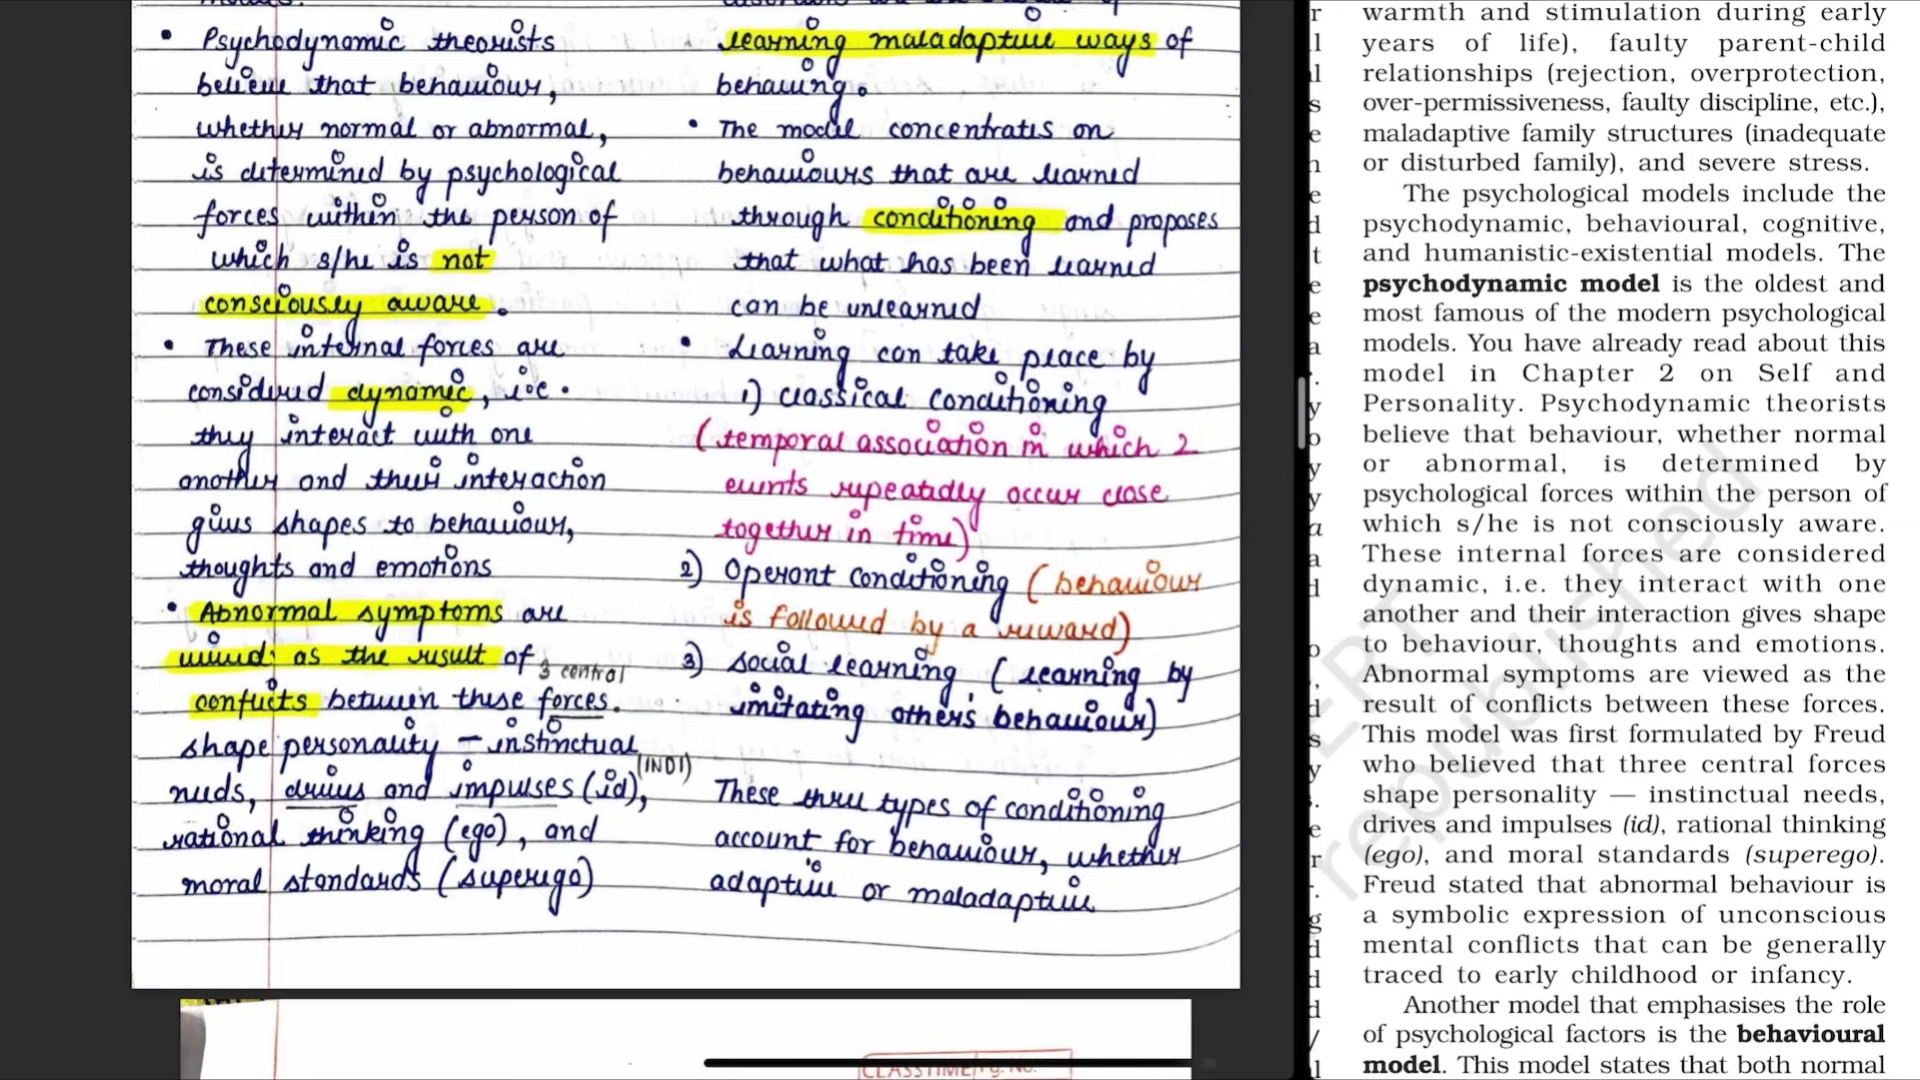 Psychodynamic theorists
believe that behaviour,
whether normal or abnormal,
is determined by psychological
forces within the person of
which s/he is not
consciously aware.
These internal forces are
considered dynamic, i.e.
they interact with one
another and their interaction
gives shapes to behaviour,
thoughts and emotions
Abnormal symptoms are
viewed as the result of
3 central
conflicts between these forces.
shape personality – instinctual
(INDI)
needs, drives and impulses (id),
rational thinking (ego), and
moral standards (superego)
learning maladaptive ways of
behaving.
The model concentrates on
behaviours that are learned
through conditioning and proposes
that what has been learned
can be unlearned
Learning can take place by
1) classical conditioning
(temporal association in which 2
events repeatedly occur close
together in time)
2) Operant conditioning (behaviour
is followed by a reward)
3) social learning. (learning by
imitating others' behaviour)
These three types of conditioning
account for behaviour, whether
adaptive or maladaptive
CLASSTIME
warmth and stimulation during early
years of life), faulty parent-child
relationships (rejection, overprotection,
over-permissiveness, faulty discipline, etc.),
maladaptive family structures (inadequate
or disturbed family), and severe stress.
The psychological models include the
psychodynamic, behavioural, cognitive,
and humanistic-existential models. The
psychodynamic model is the oldest and
most famous of the modern psychological
models. You have already read about this
model in Chapter 2 on Self and
Personality. Psychodynamic theorists
believe that behaviour, whether normal
or abnormal, is determined by
psychological forces within the person of
which s/he is not consciously aware.
These internal forces are considered
dynamic, i.e. they interact with one
another and their interaction gives shape
to behaviour, thoughts and emotions.
Abnormal symptoms are viewed as the
result of conflicts between these forces.
This model was first formulated by Freud
who believed that three central forces
shape personality — instinctual needs,
drives and impulses (id), rational thinking
(ego), and moral standards (superego).
Freud stated that abnormal behaviour is
a symbolic expression of unconscious
mental conflicts that can be generally
traced to early childhood or infancy.
Another model that emphasises the role
of psychological factors is the behavioural
model. This model states that both normal
republished